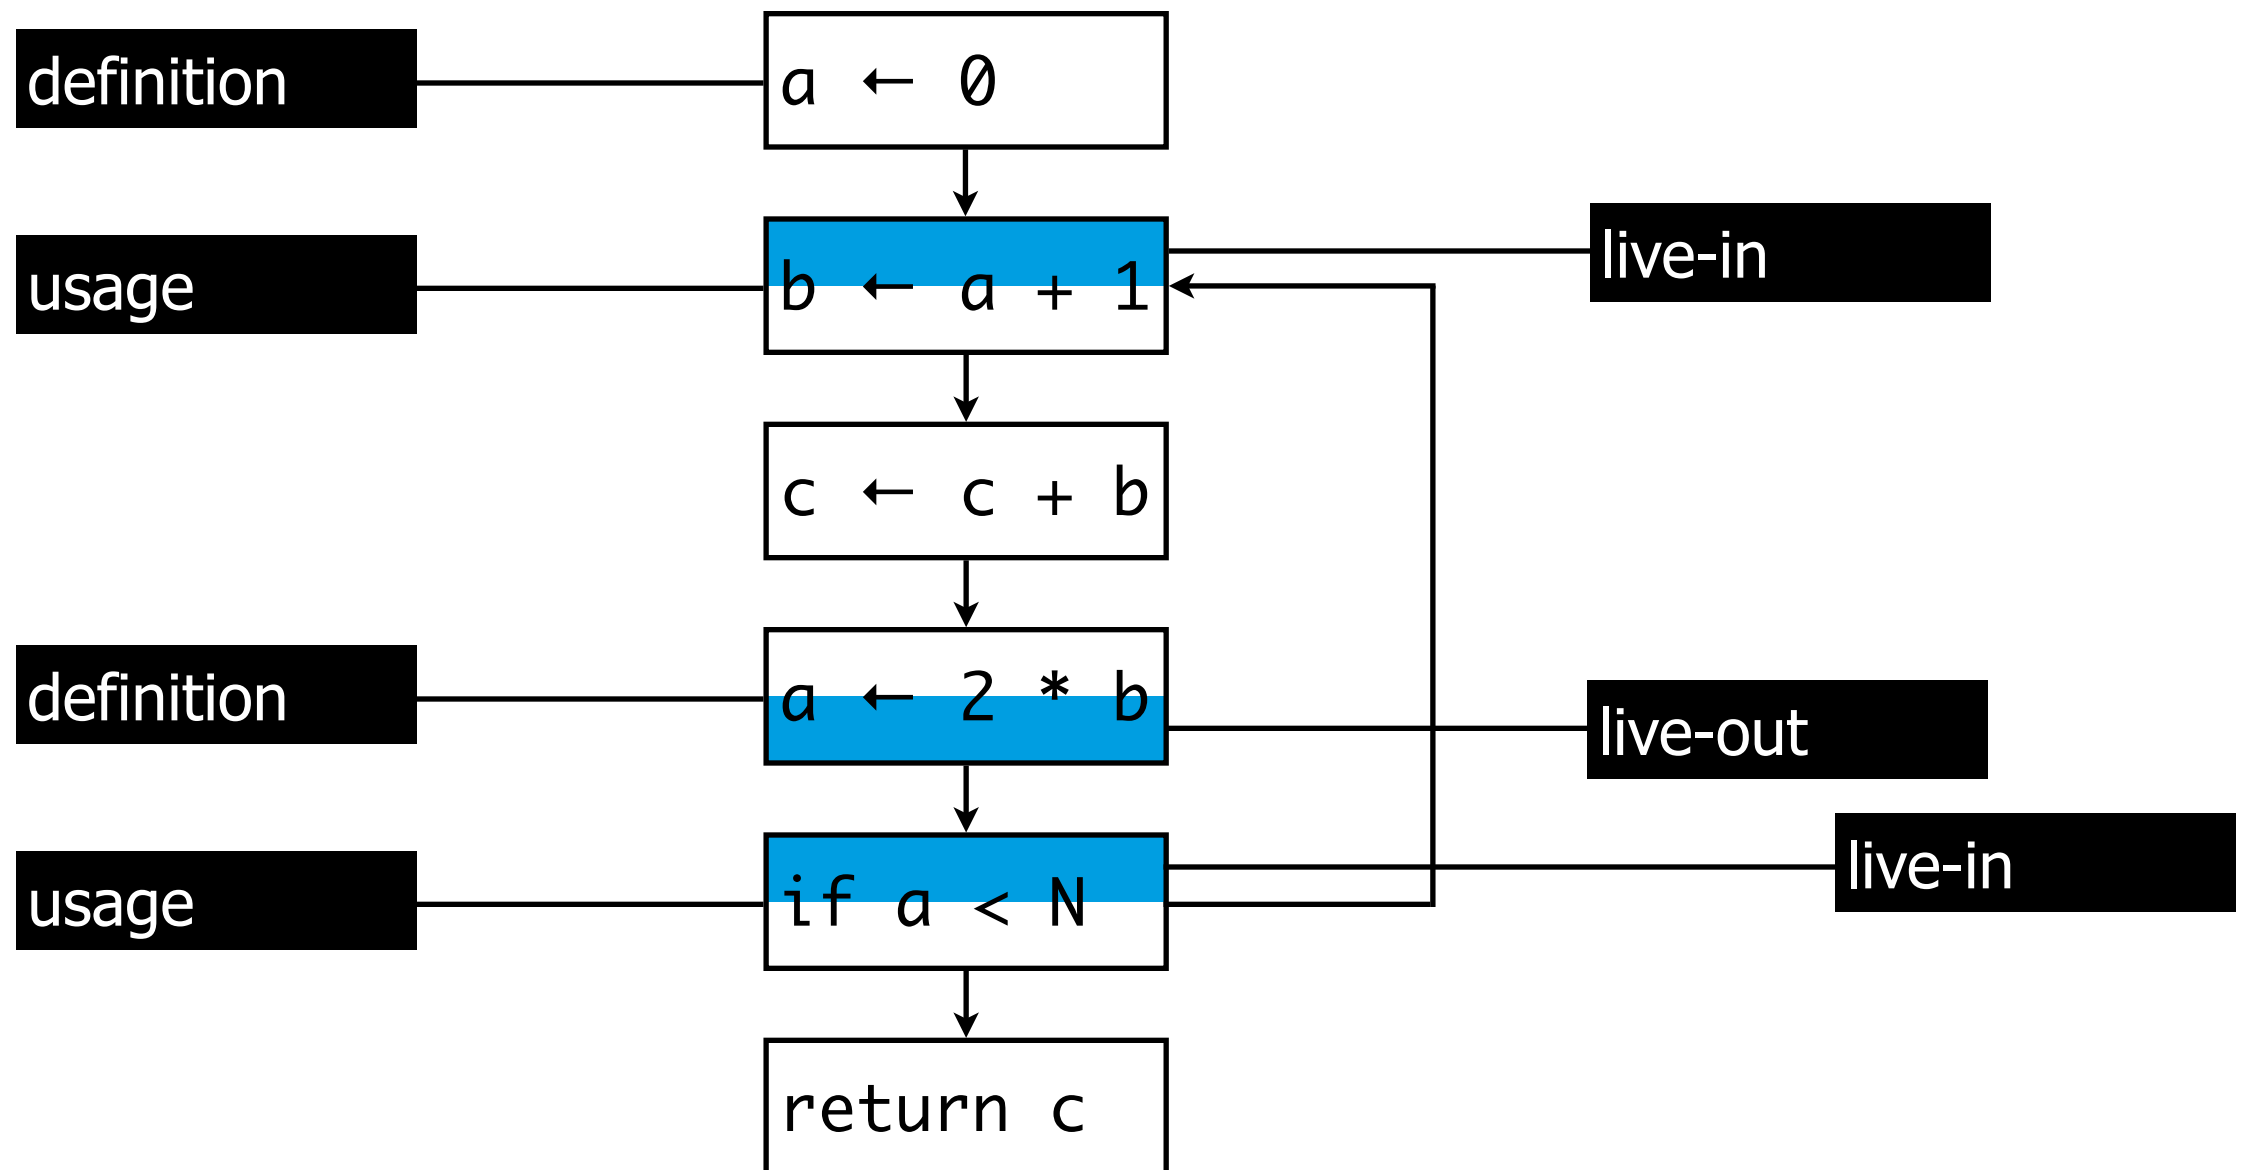 definition
a ← 0
usage
b ← a + 1
live-in
c ← c + b
definition
a ← 2 * b
live-out
usage
if a < N
live-in
return c